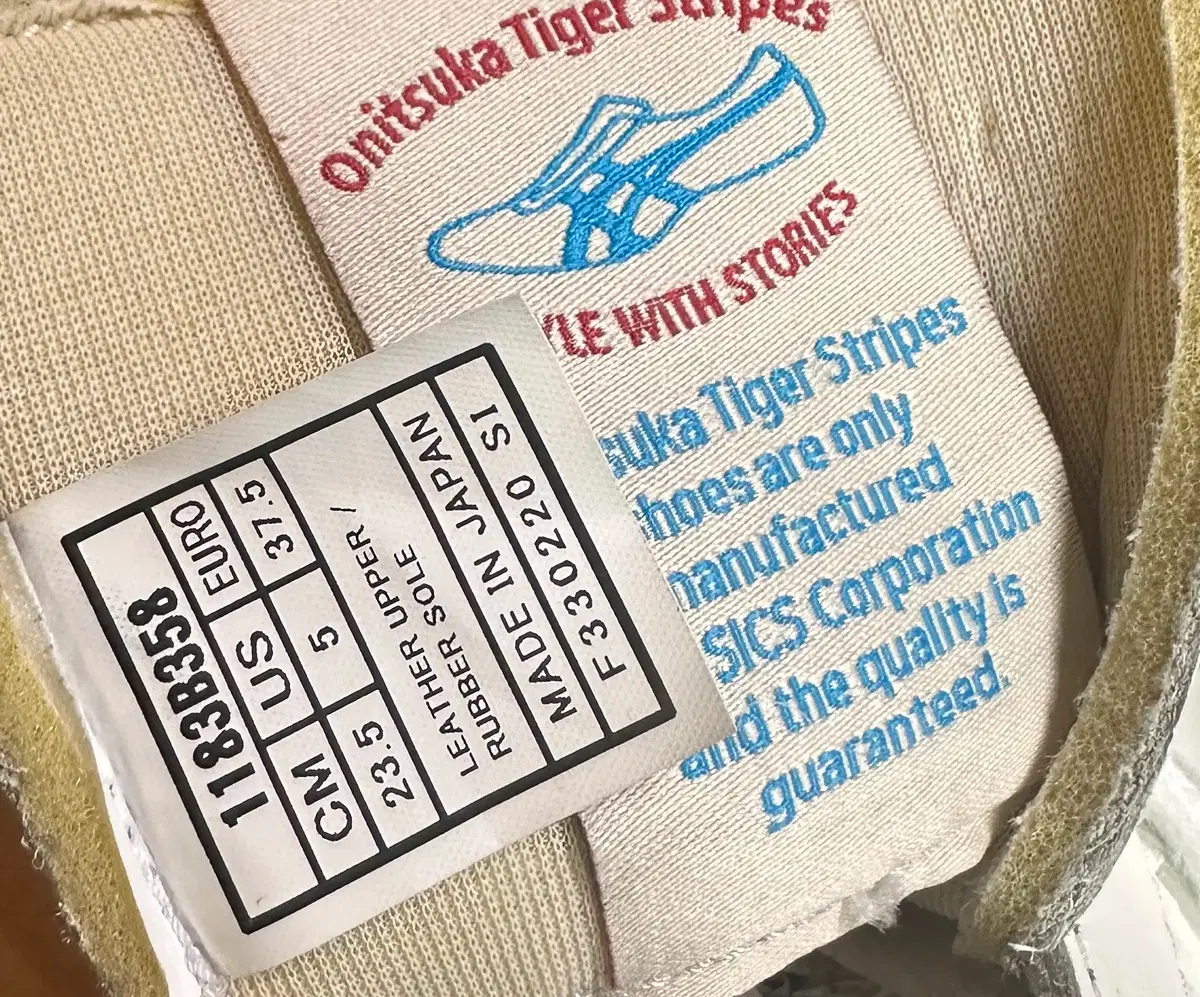 Onitsuka Tiger Stripes
YLE WITH STORIES
suka Tiger Stripes
hoes are only
manufactured
SICS Corporation
and the quality is
guaranteed.
1183B358
CM US EURO
23.5 5 37.5
LEATHER UPPER /
RUBBER SOLE
MADE IN JAPAN
F330220 SI